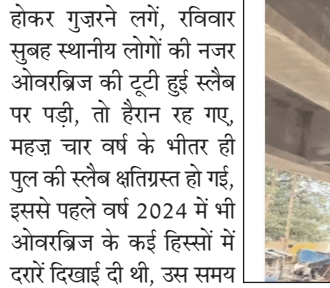 होकर गुज़रने लगें, रविवार
सुबह स्थानीय लोगों की नजर
ओवरब्रिज की टूटी हुई स्लैब
पर पड़ी, तो हैरान रह गए,
महज़ चार वर्ष के भीतर ही
पुल की स्लैब क्षतिग्रस्त हो गई,
इससे पहले वर्ष 2024 में भी
ओवरब्रिज के कई हिस्सों में
दरारें दिखाई दी थी, उस समय